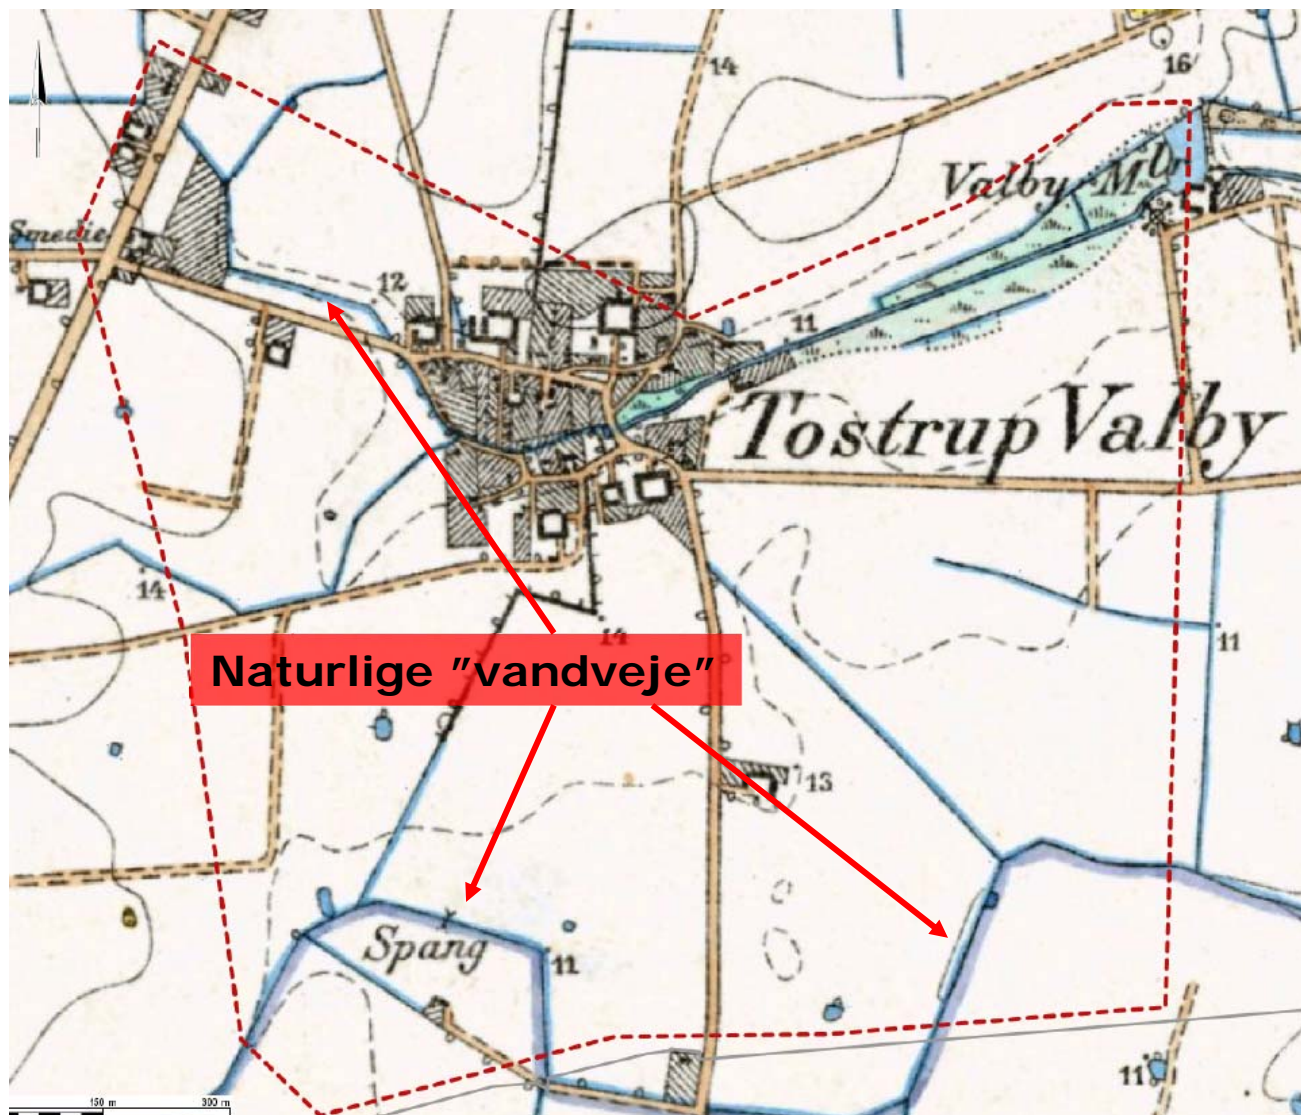 14
16
Valby Mlr
Smedie
12
11
Tostrup Valby
14
14
11
Naturlige ”vandveje”
13
Spang
11
11
150 m
300 m